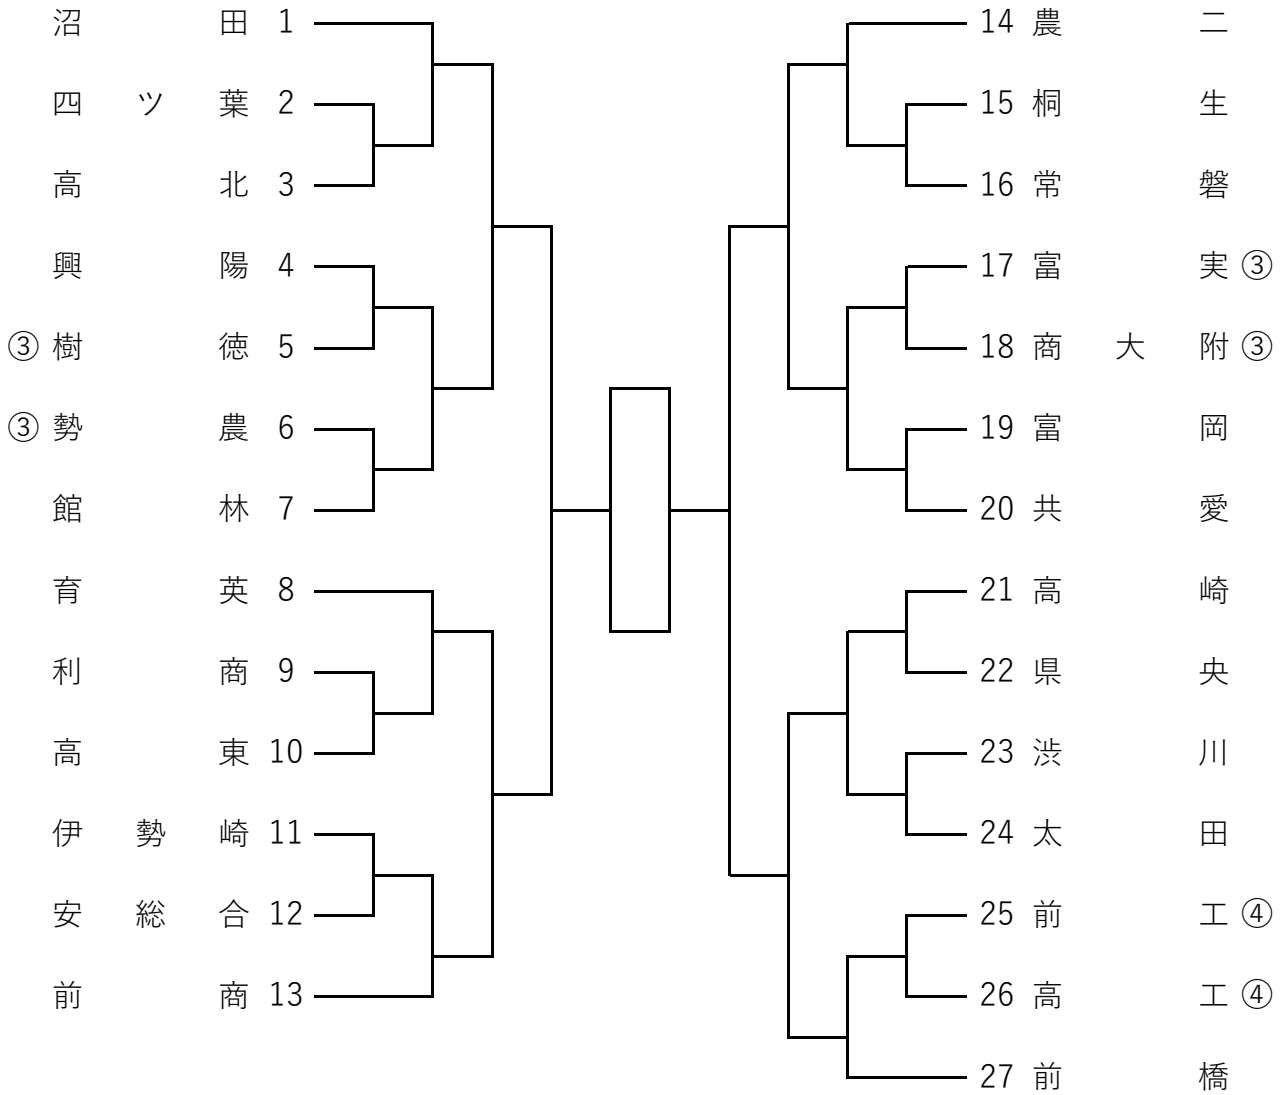 沼田 1
四ツ葉 2
高北 3
興陽 4
③ 樹徳 5
③ 勢農 6
館林 7
育英 8
利商 9
高東 10
伊勢崎 11
安総合 12
前商 13
14 農二
15 桐生
16 常磐
17 富実 ③
18 商大附 ③
19 富岡
20 共愛
21 高崎
22 県央
23 渋川
24 太田
25 前工 ④
26 高工 ④
27 前橋